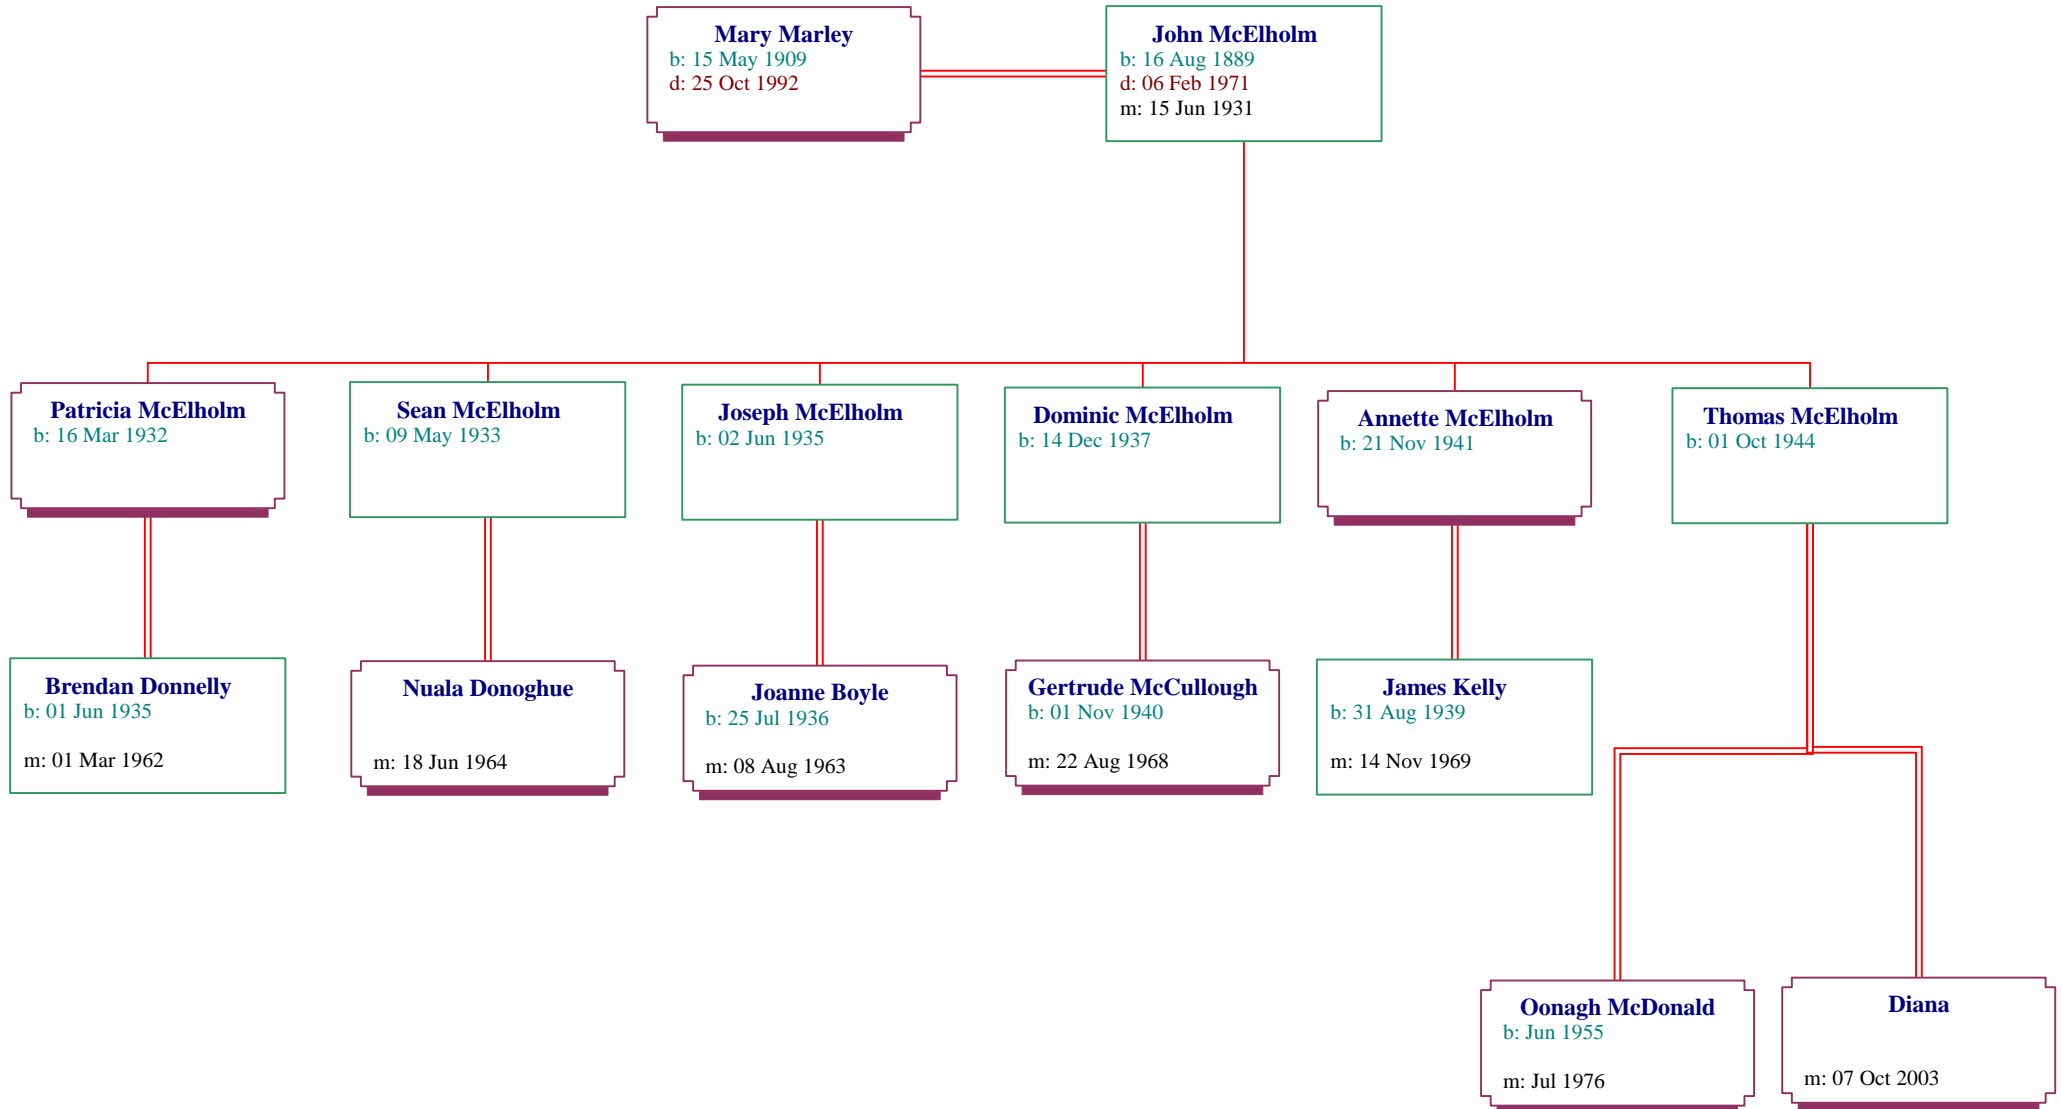 Mary Marley
b: 15 May 1909
d: 25 Oct 1992
John McElholm
b: 16 Aug 1889
d: 06 Feb 1971
m: 15 Jun 1931
Patricia McElholm
b: 16 Mar 1932
Sean McElholm
b: 09 May 1933
Joseph McElholm
b: 02 Jun 1935
Dominic McElholm
b: 14 Dec 1937
Annette McElholm
b: 21 Nov 1941
Thomas McElholm
b: 01 Oct 1944
Brendan Donnelly
b: 01 Jun 1935
m: 01 Mar 1962
Nuala Donoghue
m: 18 Jun 1964
Joanne Boyle
b: 25 Jul 1936
m: 08 Aug 1963
Gertrude McCullough
b: 01 Nov 1940
m: 22 Aug 1968
James Kelly
b: 31 Aug 1939
m: 14 Nov 1969
Oonagh McDonald
b: Jun 1955
m: Jul 1976
Diana
m: 07 Oct 2003